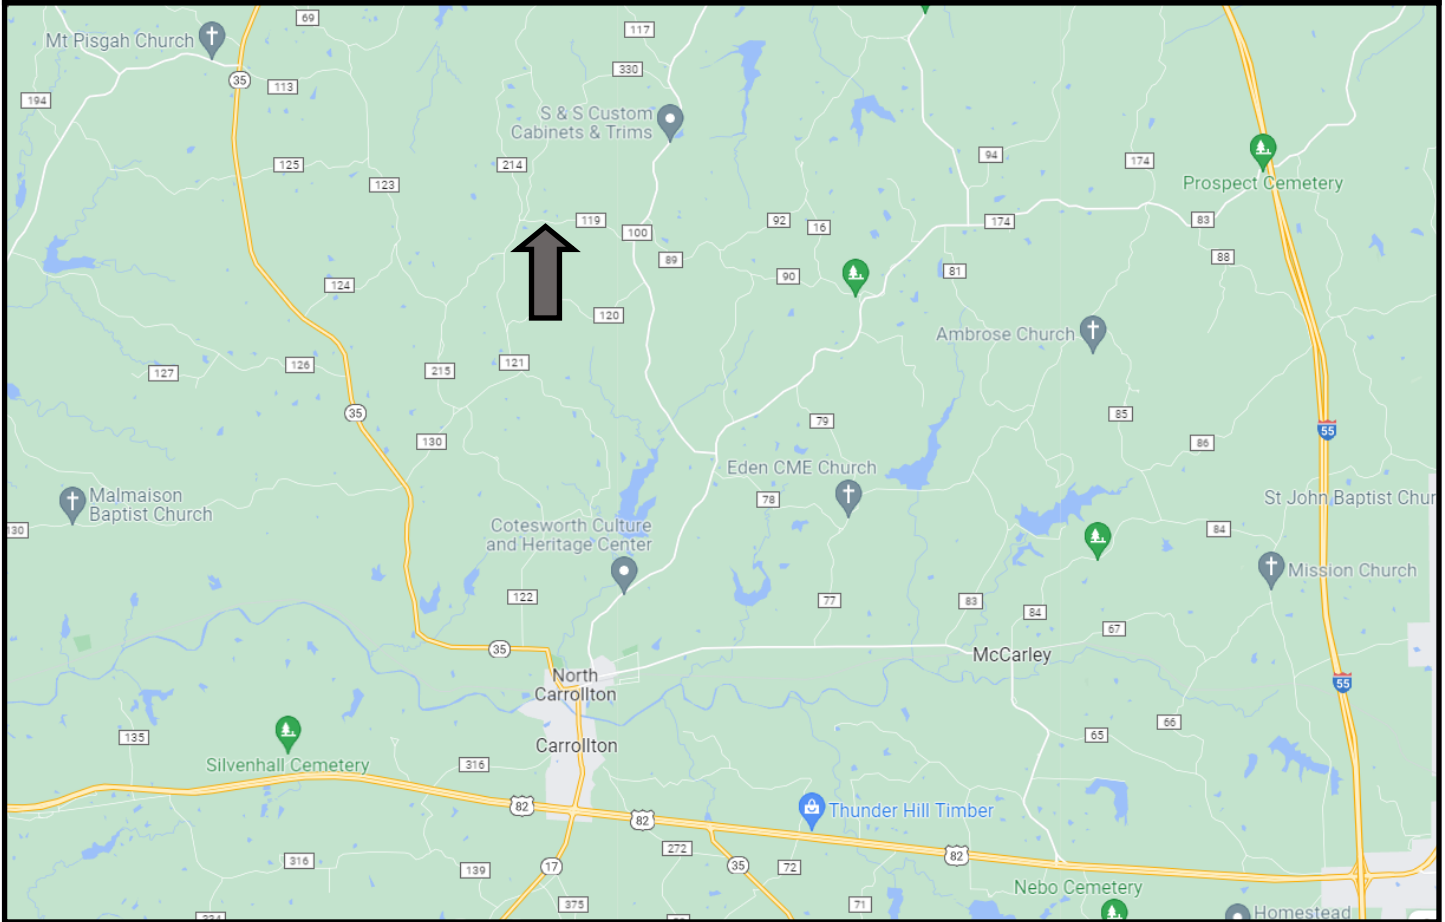 69
117
Mt Pisgah Church
330
35
113
194
S & S Custom
Cabinets & Trims
94
174
125
214
123
Prospect Cemetery
119
92
16
174
83
100
89
88
81
90
124
120
Ambrose Church
121
126
215
127
35
85
79
55
130
86
Eden CME Church
Malmaison
Baptist Church
78
St John Baptist Chur
130
Cotesworth Culture
and Heritage Center
84
Mission Church
122
77
83
84
67
35
McCarley
North
Carrollton
55
66
135
65
Carrollton
Silvenhall Cemetery
316
82
82
Thunder Hill Timber
272
82
316
139
17
35
72
Nebo Cemetery
375
71
Homestead